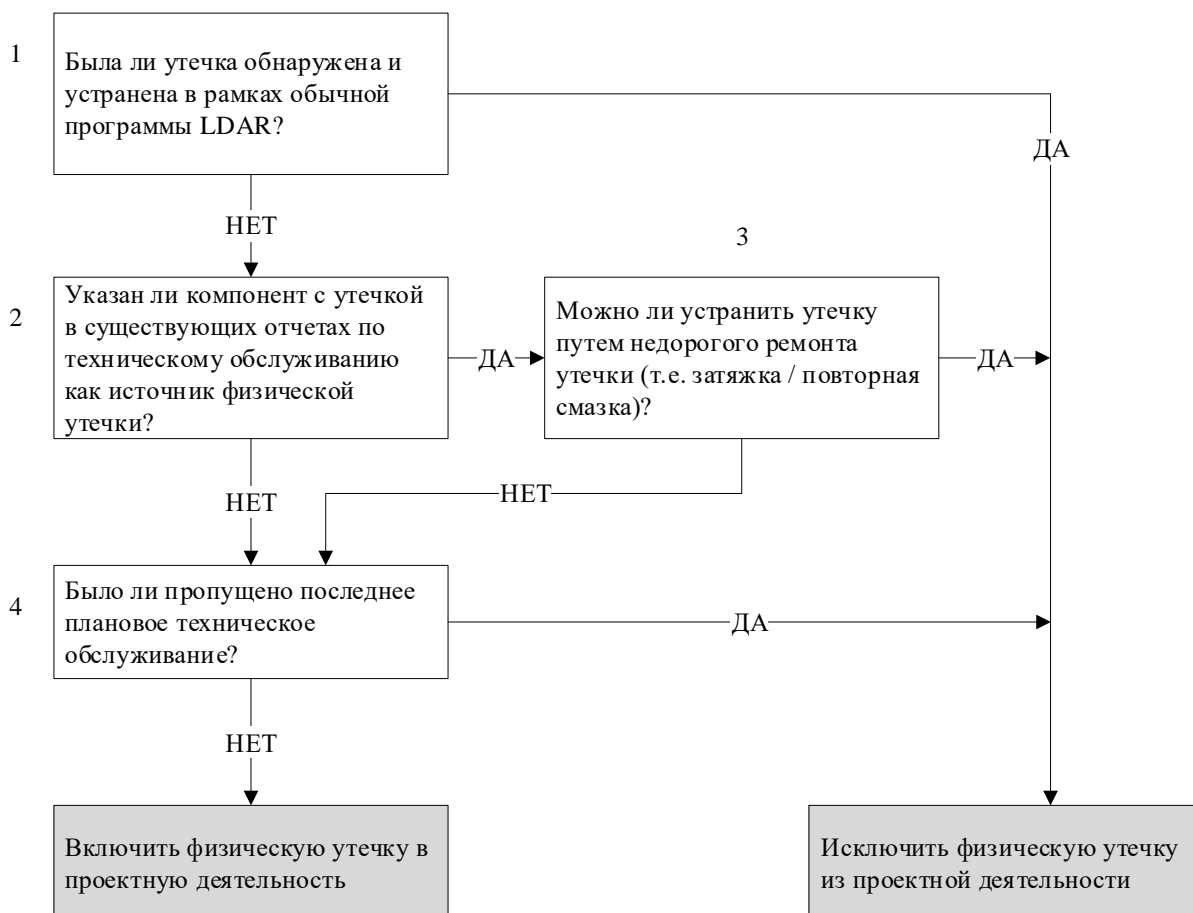 1
Была ли утечка обнаружена и
устранена в рамках обычной
программы LDAR?
ДА
НЕТ
3
2
Указан ли компонент с утечкой
в существующих отчетах по
техническому обслуживанию
как источник физической
утечки?
ДА
Можно ли устранить утечку
путем недорогого ремонта
утечки (т.е. затяжка / повторная
смазка)?
ДА
НЕТ
НЕТ
4
Было ли пропущено последнее
плановое техническое
обслуживание?
ДА
НЕТ
Включить физическую утечку в
проектную деятельность
Исключить физическую утечку
из проектной деятельности